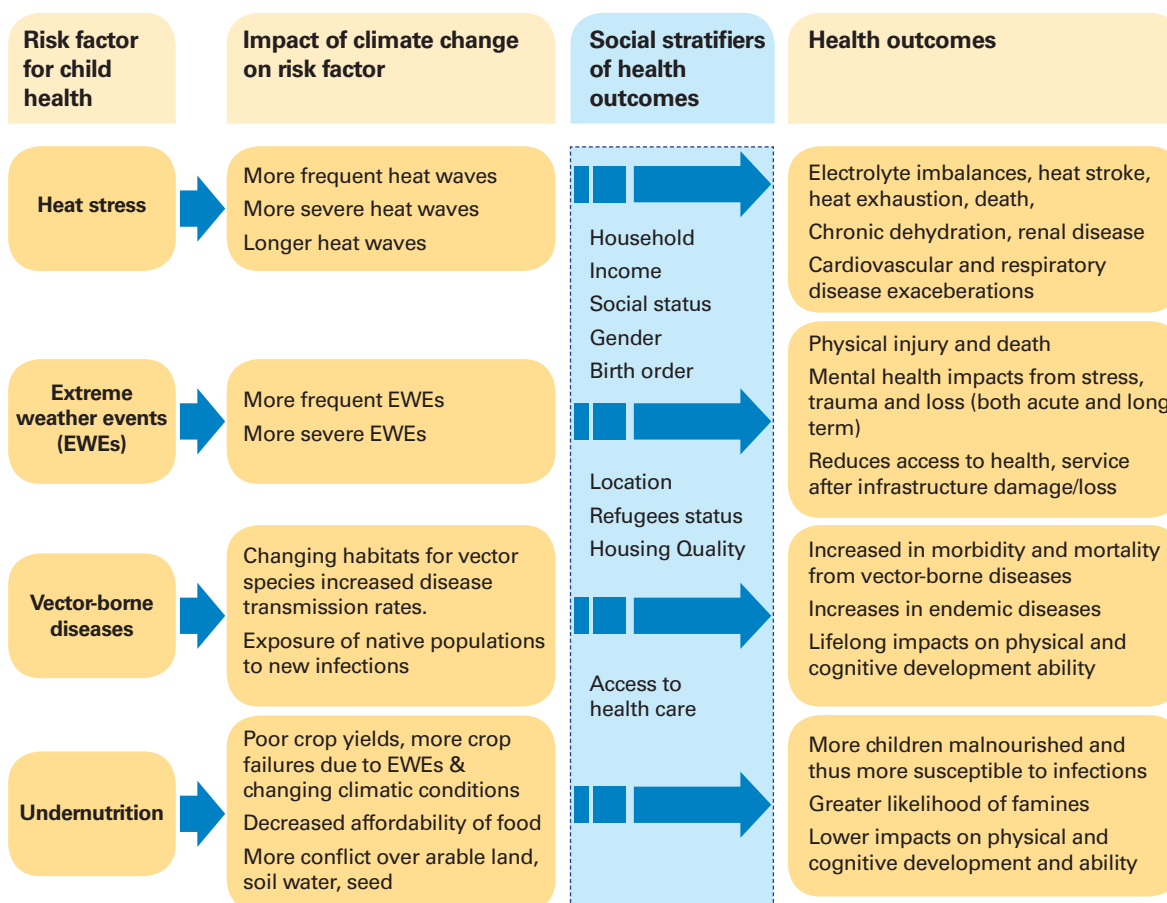 Risk factor
for child
health
Impact of climate change
on risk factor
Social stratifiers
of health
outcomes
Health outcomes
Heat stress
More frequent heat waves
More severe heat waves
Longer heat waves
Household
Income
Social status
Gender
Birth order
Electrolyte imbalances, heat stroke,
heat exhaustion, death,
Chronic dehydration, renal disease
Cardiovascular and respiratory
disease exaceberations
Extreme
weather events
(EWEs)
More frequent EWEs
More severe EWEs
Location
Refugees status
Housing Quality
Physical injury and death
Mental health impacts from stress,
trauma and loss (both acute and long
term)
Reduces access to health, service
after infrastructure damage/loss
Vector-borne
diseases
Changing habitats for vector
species increased disease
transmission rates.
Exposure of native populations
to new infections
Access to
health care
Increased in morbidity and mortality
from vector-borne diseases
Increases in endemic diseases
Lifelong impacts on physical and
cognitive development ability
Undernutrition
Poor crop yields, more crop
failures due to EWEs &
changing climatic conditions
Decreased affordability of food
More conflict over arable land,
soil water, seed
More children malnourished and
thus more susceptible to infections
Greater likelihood of famines
Lower impacts on physical and
cognitive development and ability